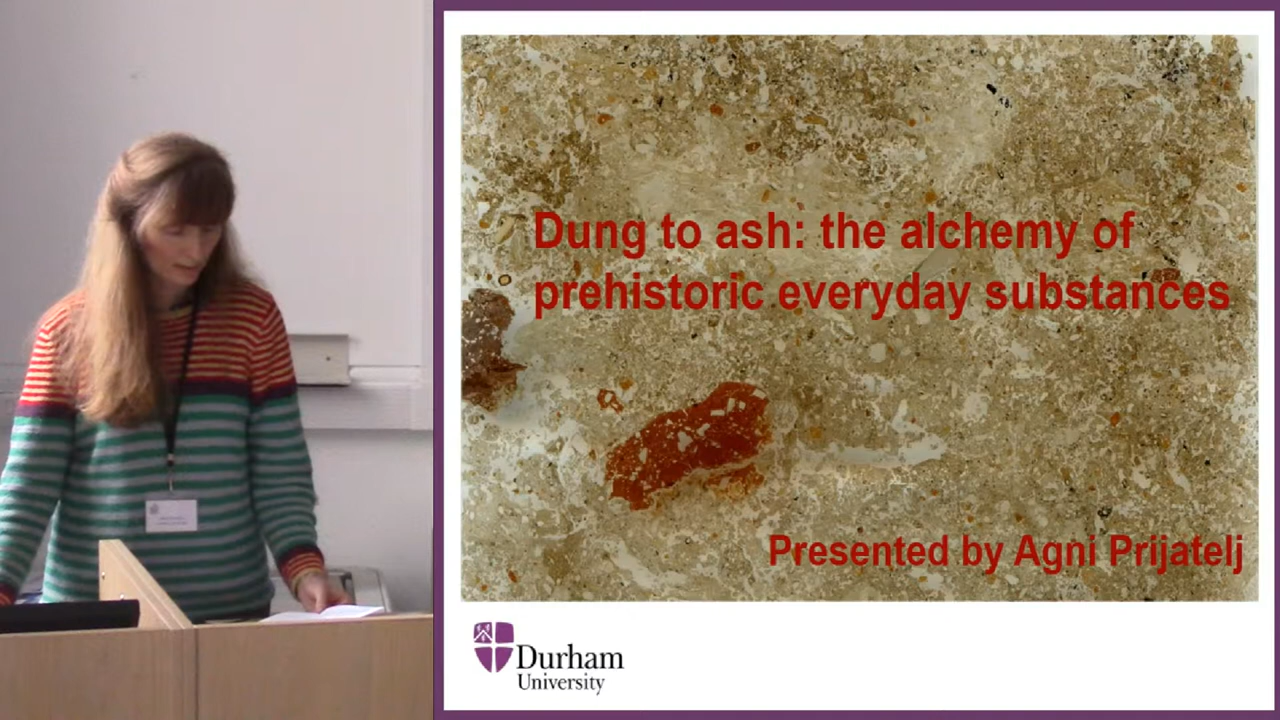 Dung to ash: the alchemy of
prehistoric everyday substances
Presented by Agni Prijatelj
Durham
University